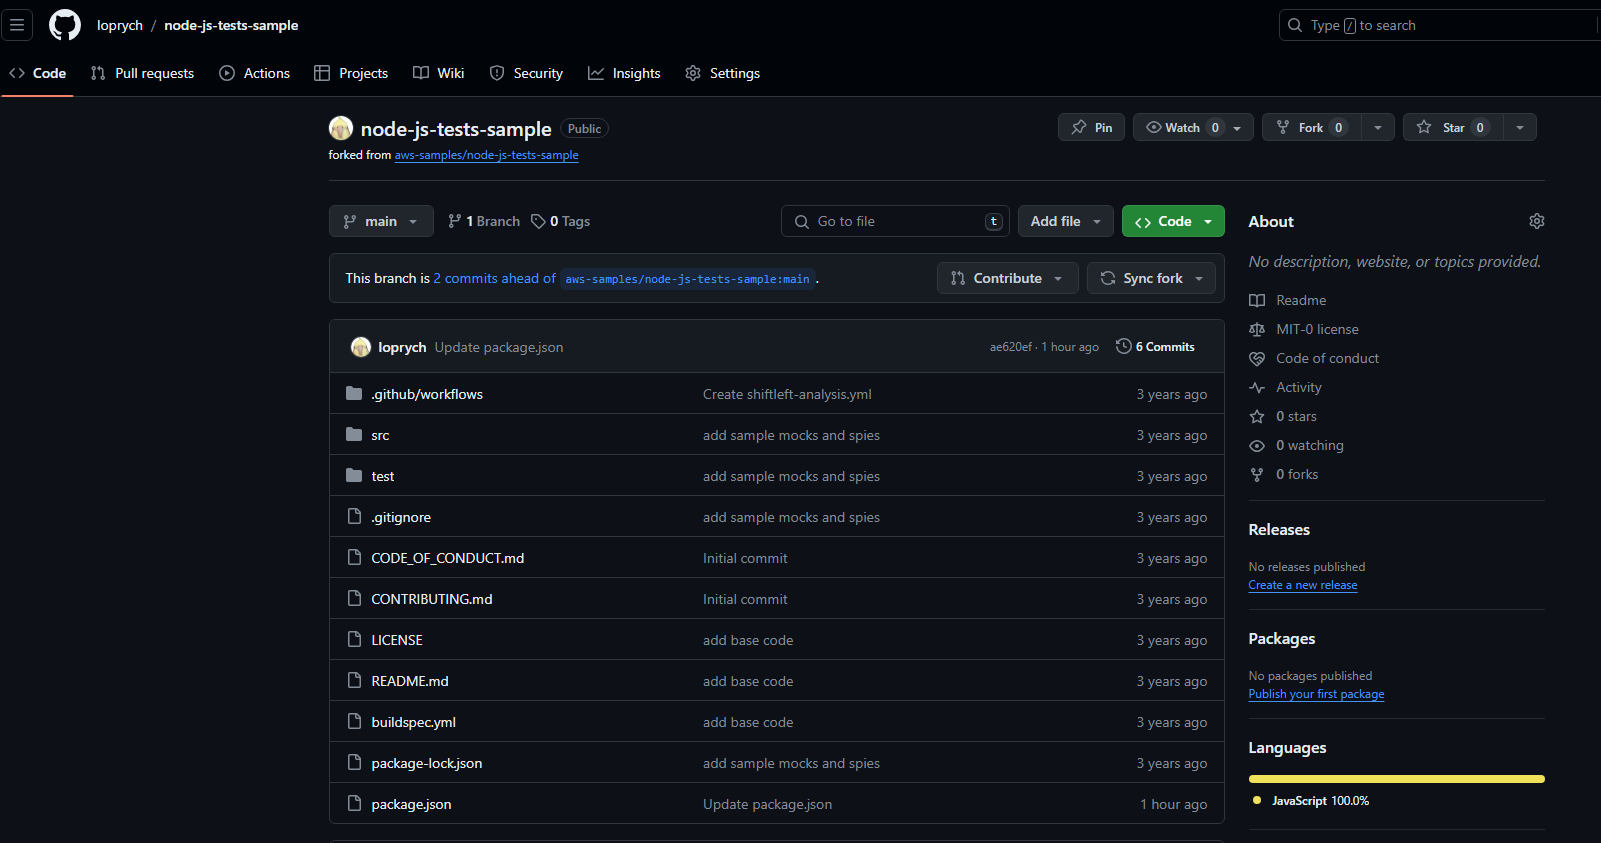 loprych / node-js-tests-sample
Type / to search
Code Pull requests Actions Projects Wiki Security Insights Settings
node-js-tests-sample Public
Pin Watch 0 Fork 0 Star 0
forked from aws-samples/node-js-tests-sample
main 1 Branch 0 Tags Go to file t Add file Code
This branch is 2 commits ahead of aws-samples/node-js-tests-sample:main . Contribute Sync fork
loprych Update package.json ae620ef · 1 hour ago 6 Commits
.github/workflows Create shiftleft-analysis.yml 3 years ago
src add sample mocks and spies 3 years ago
test add sample mocks and spies 3 years ago
.gitignore add sample mocks and spies 3 years ago
CODE_OF_CONDUCT.md Initial commit 3 years ago
CONTRIBUTING.md Initial commit 3 years ago
LICENSE add base code 3 years ago
README.md add base code 3 years ago
buildspec.yml add base code 3 years ago
package-lock.json add sample mocks and spies 3 years ago
package.json Update package.json 1 hour ago
About
No description, website, or topics provided.
Readme
MIT-0 license
Code of conduct
Activity
0 stars
0 watching
0 forks
Releases
No releases published
Create a new release
Packages
No packages published
Publish your first package
Languages
JavaScript 100.0%